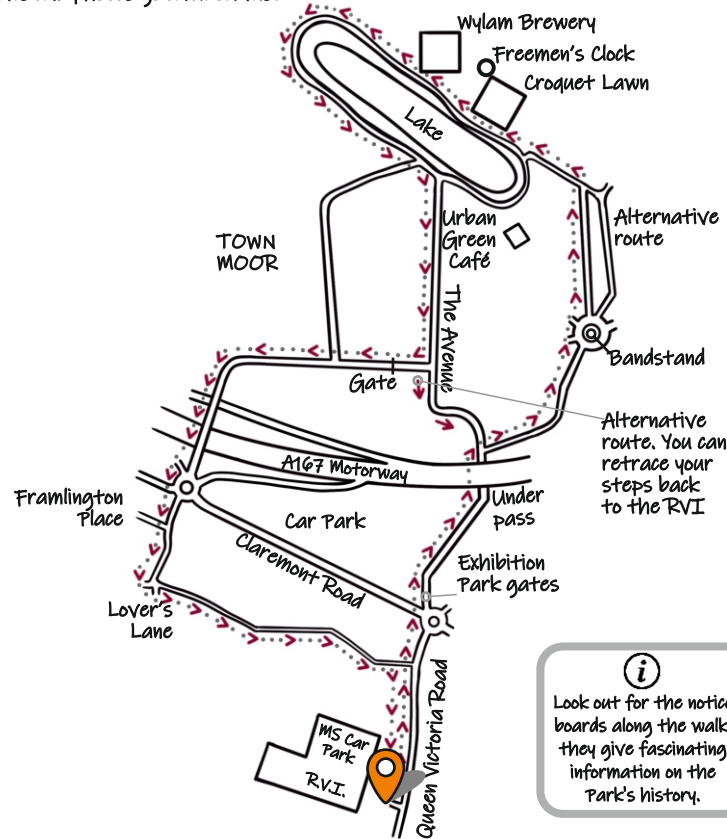 Wylam Brewery
Freemen's Clock
Croquet Lawn
Lake
Urban
Green
Café
Alternative
route
TOWN
MOOR
The Avenue
Bandstand
Gate
Alternative
route. You can
retrace your
steps back
to the RVI
A167 Motorway
Framlington
Place
Under
pass
Car Park
Claremont Road
Exhibition
Park gates
Lover's
Lane
Queen Victoria Road
MS Car
Park
R.V.I.
i
Look out for the notice
boards along the walk
they give fascinating
information on the
Park's history.